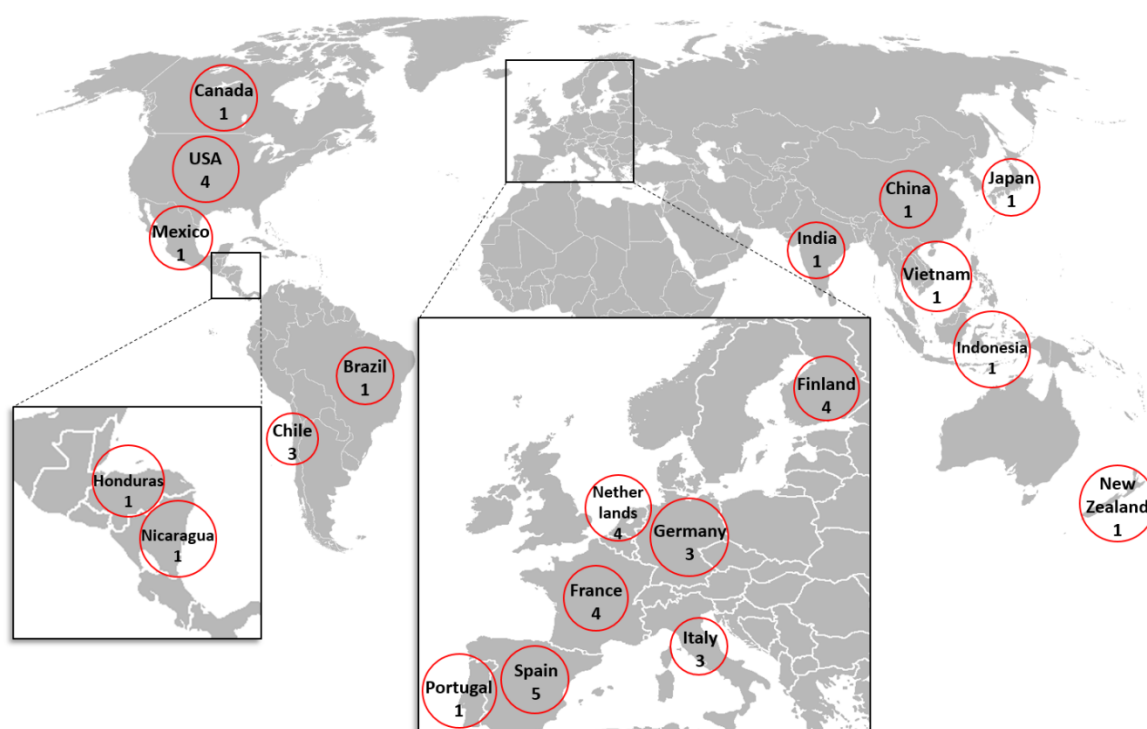 Canada
1
USA
4
Mexico
1
Brazil
1
Chile
3
Honduras
1
Nicaragua
1
Finland
4
Nether
lands
4
Germany
3
France
4
Italy
3
Spain
5
Portugal
1
China
1
Japan
1
India
1
Vietnam
1
Indonesia
1
New
Zealand
1